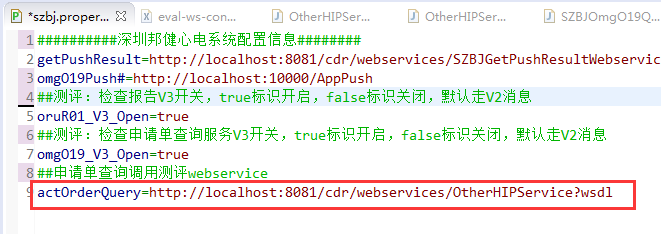 *szbj.proper...
eval-ws-con...
OtherHIPSer...
OtherHIPSer...
SZBJOmgO19Q...
1 ##########深圳邦健心电系统配置信息########
2 getPushResult=http://localhost:8081/cdr/webservices/SZBJGetPushResultWebservic
3 omgO19Push#=http://localhost:10000/AppPush
4 ##测评：检查报告V3开关，true标识开启，false标识关闭，默认走V2消息
5 oruR01_V3_Open=true
6 ##测评：检查申请单查询服务V3开关，true标识开启，false标识关闭，默认走V2消息
7 omgO19_V3_Open=true
8 ##申请单查询调用测评webservice
9 actOrderQuery=http://localhost:8081/cdr/webservices/OtherHIPService?wsdl